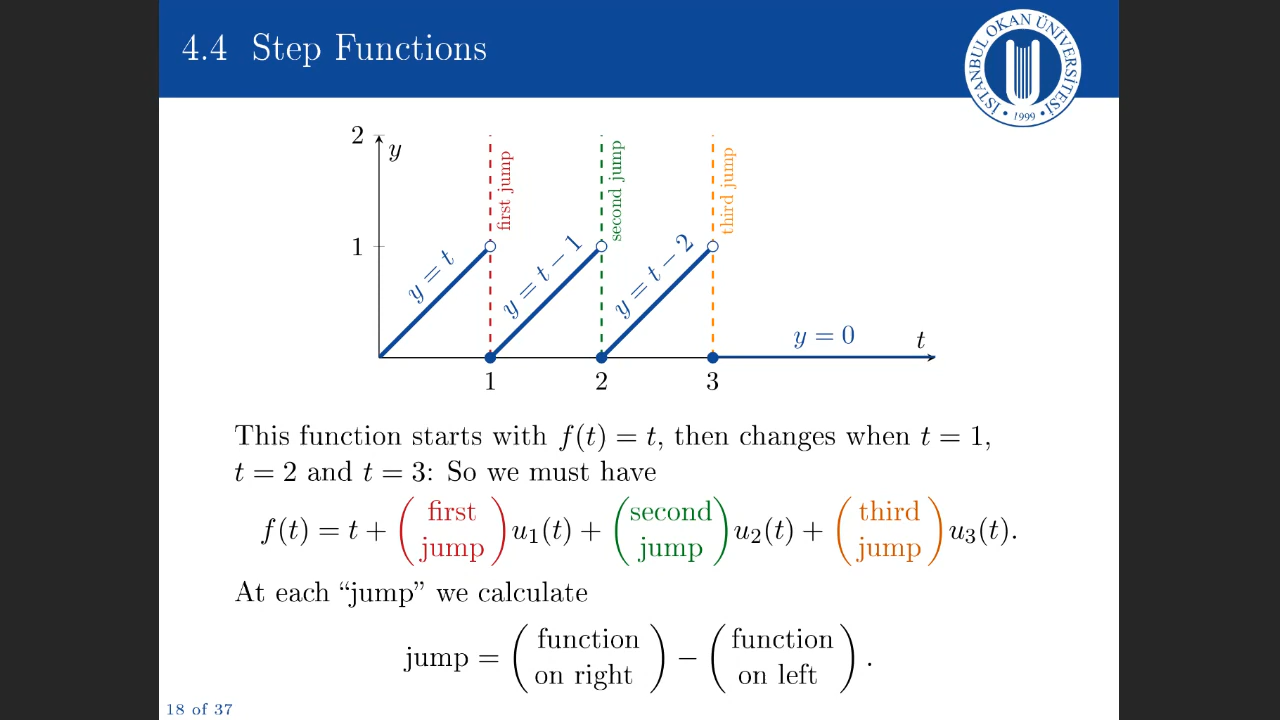 4.4 Step Functions
İSTANBUL OKAN ÜNİVERSİTESİ
• 1999 •
2
y
first jump
second jump
third jump
1
y = t
y = t − 1
y = t − 2
y = 0
t
1 2 3
This function starts with f(t) = t, then changes when t = 1,
t = 2 and t = 3: So we must have
f(t) = t + (first jump) u₁(t) + (second jump) u₂(t) + (third jump) u₃(t).
At each “jump” we calculate
jump = (function on right) − (function on left).
18 of 37